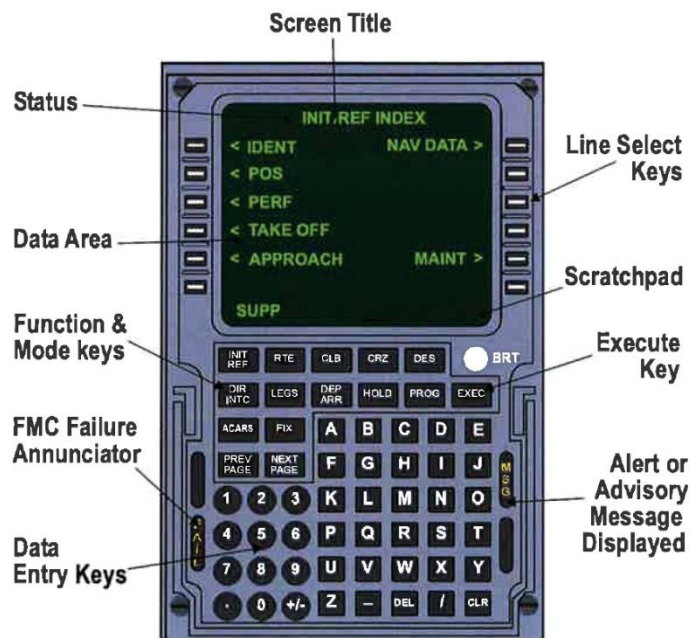 Screen Title
Status
INIT/REF INDEX
< IDENT NAV DATA >
< POS
Line Select
Keys
< PERF
Data Area
< TAKE OFF
< APPROACH MAINT >
Scratchpad
SUPP
Function &
Mode keys
INIT REF RTE CLB CRZ DES BRT
Execute
Key
DIR INTC LEGS DEP ARR HOLD PROG EXEC
FMC Failure
Annunciator
ACARS FIX A B C D E
PREV PAGE NEXT PAGE F G H I J
MSG
Alert or
Advisory
Message
Displayed
1 2 3 K L M N O
FAIL
4 5 6 P Q R S T
Data
Entry Keys
7 8 9 U V W X Y
. 0 +/- Z – DEL / CLR